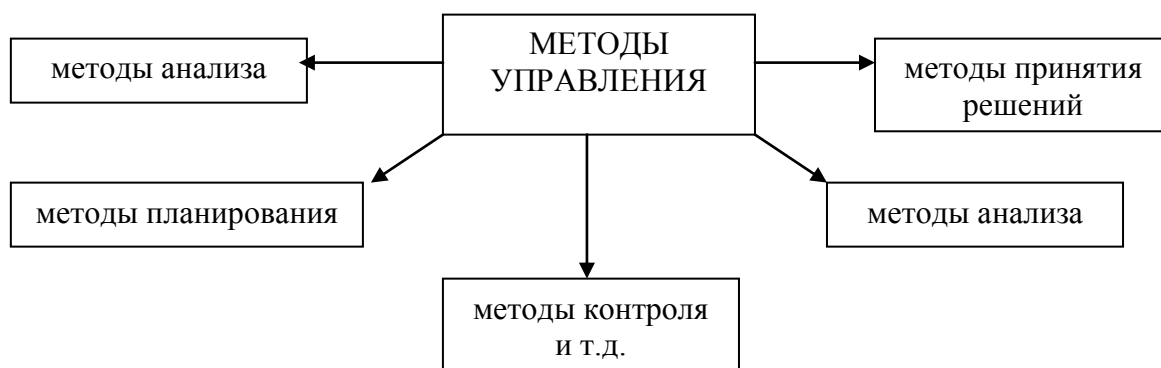 МЕТОДЫ
УПРАВЛЕНИЯ
методы анализа
методы принятия
решений
методы планирования
методы анализа
методы контроля
и т.д.